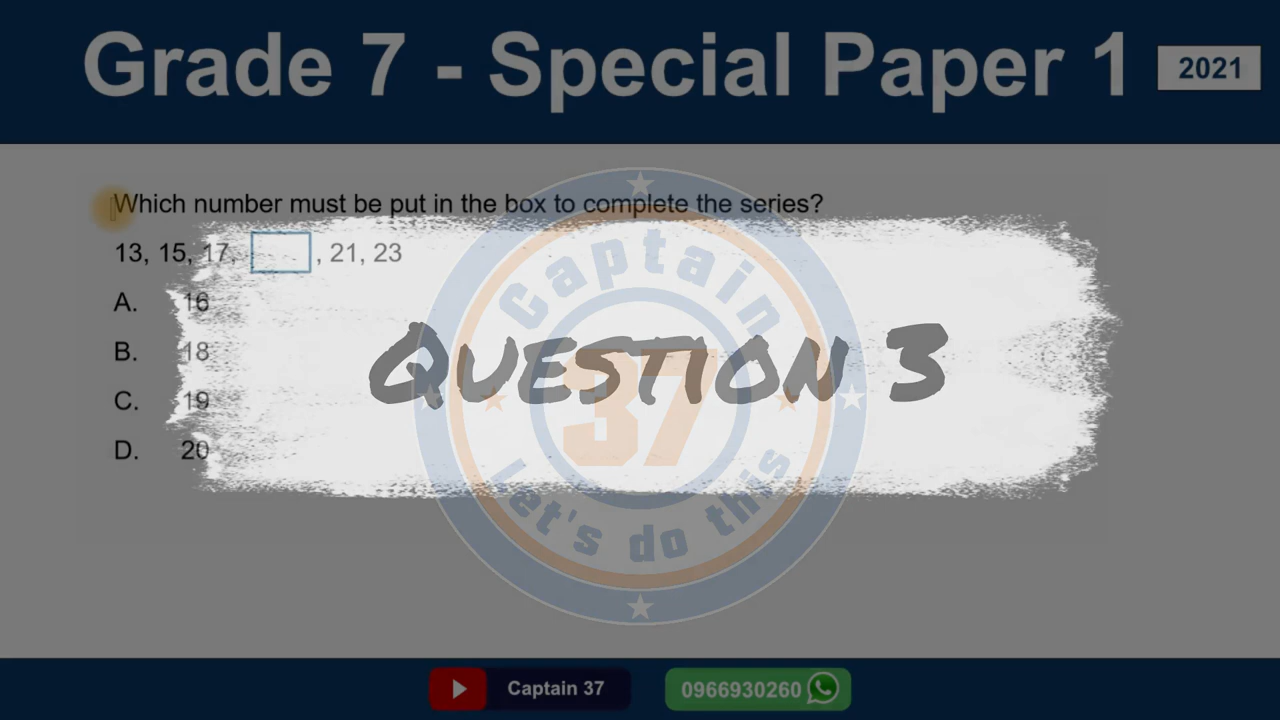 Grade 7 - Special Paper 1
2021
Which number must be put in the box to complete the series?
13, 15, 17, , 21, 23
A. 16
B. 18
C. 19
D. 20
Captain
37
let's do this
Question 3
Captain 37
0966930260